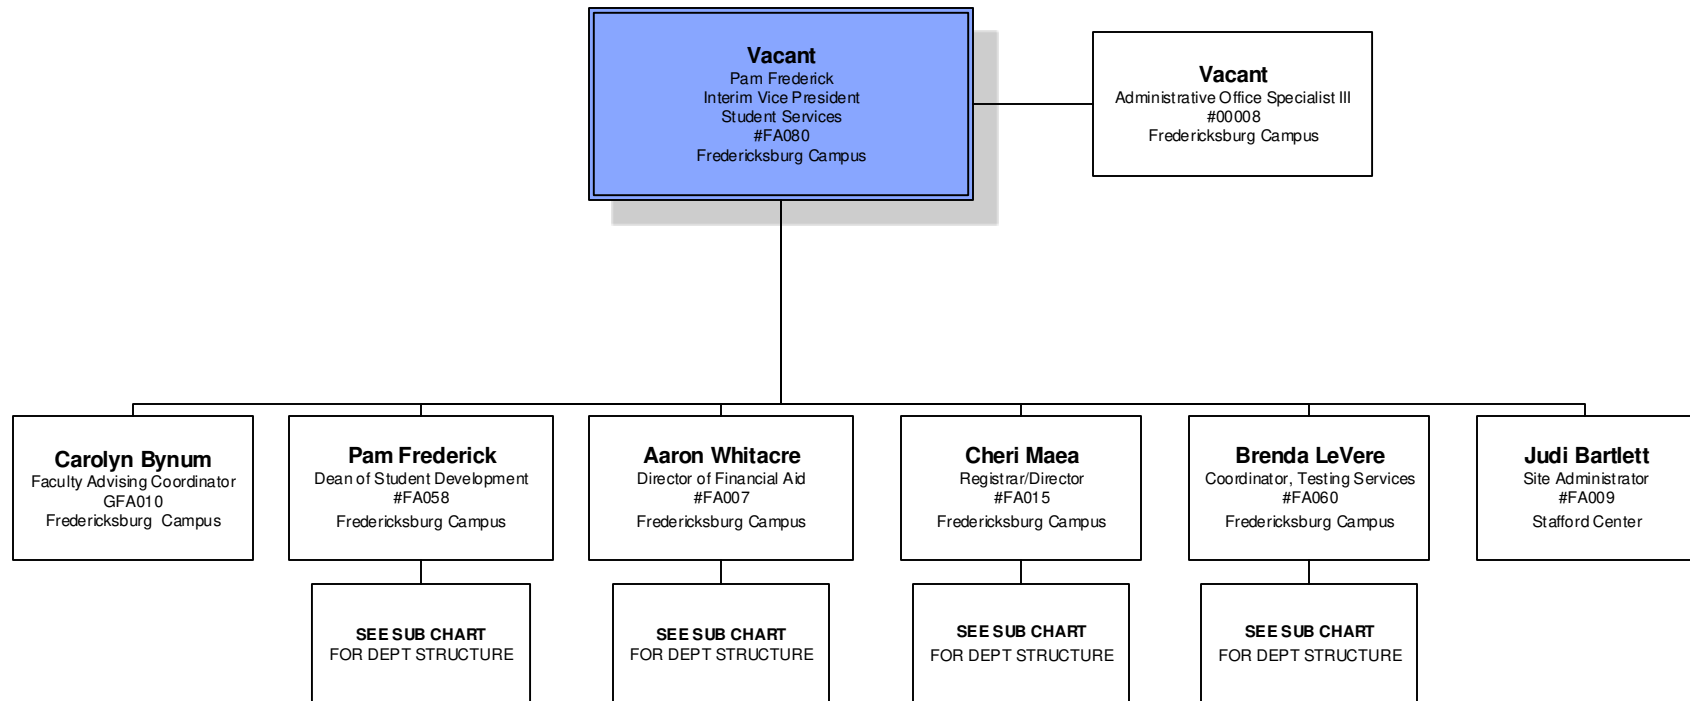 Vacant
Pam Frederick
Interim Vice President
Student Services
#FA080
Fredericksburg Campus
Vacant
Administrative Office Specialist III
#00008
Fredericksburg Campus
Carolyn Bynum
Faculty Advising Coordinator
GFA010
Fredericksburg Campus
Pam Frederick
Dean of Student Development
#FA058
Fredericksburg Campus
Aaron Whitacre
Director of Financial Aid
#FA007
Fredericksburg Campus
Cheri Maea
Registrar/Director
#FA015
Fredericksburg Campus
Brenda LeVere
Coordinator, Testing Services
#FA060
Fredericksburg Campus
Judi Bartlett
Site Administrator
#FA009
Stafford Center
SEE SUB CHART
FOR DEPT STRUCTURE
SEE SUB CHART
FOR DEPT STRUCTURE
SEE SUB CHART
FOR DEPT STRUCTURE
SEE SUB CHART
FOR DEPT STRUCTURE